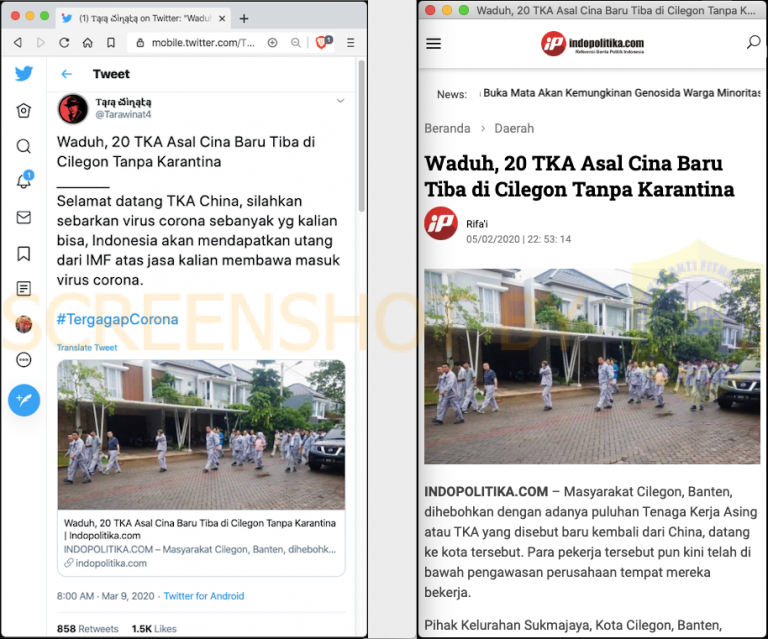 (1) Ţąŗą ಮıŋąţą on Twitter: "Wadul
mobile.twitter.com/T...
Tweet
Ţąŗą ಮıŋąţą
@Tarawinat4
Waduh, 20 TKA Asal Cina Baru Tiba di
Cilegon Tanpa Karantina
Selamat datang TKA China, silahkan
sebarkan virus corona sebanyak yg kalian
bisa, Indonesia akan mendapatkan utang
dari IMF atas jasa kalian membawa masuk
virus corona.
#TergagapCorona
Translate Tweet
Waduh, 20 TKA Asal Cina Baru Tiba di Cilegon Tanpa Karantina
| Indopolitika.com
INDOPOLITIKA.COM – Masyarakat Cilegon, Banten, dihebohk...
indopolitika.com
8:00 AM · Mar 9, 2020 · Twitter for Android
858 Retweets 1.5K Likes
Waduh, 20 TKA Asal Cina Baru Tiba di Cilegon Tanpa K...
iP indopolitika.com
Referensi Berita Politik Indonesia
News: Buka Mata Akan Kemungkinan Genosida Warga Minoritas
Beranda > Daerah
Waduh, 20 TKA Asal Cina Baru
Tiba di Cilegon Tanpa Karantina
iP
Rifa'i
05/02/2020 | 22: 53: 14
INDOPOLITIKA.COM – Masyarakat Cilegon, Banten,
dihebohkan dengan adanya puluhan Tenaga Kerja Asing
atau TKA yang disebut baru kembali dari China, datang
ke kota tersebut. Para pekerja tersebut pun kini telah di
bawah pengawasan perusahaan tempat mereka
bekerja.
Pihak Kelurahan Sukmajaya, Kota Cilegon, Banten,
SCREENSHOT BY